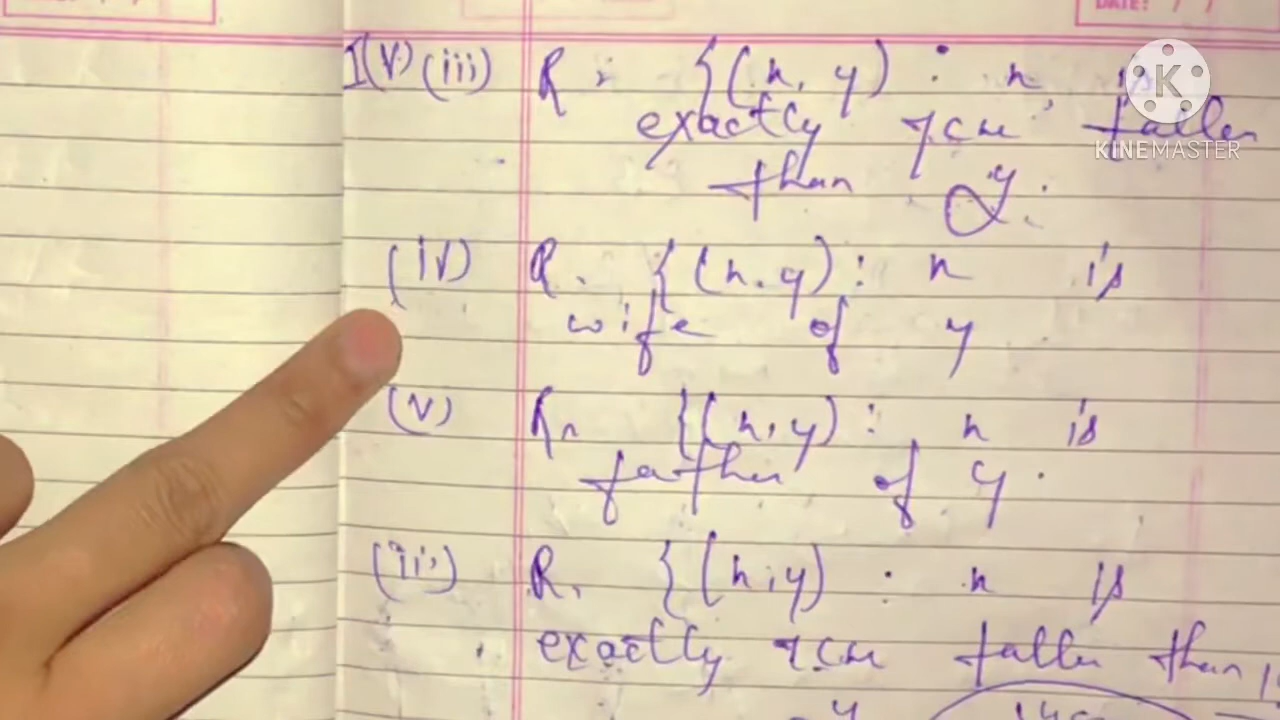 DATE: / /
I(V) (iii) R = {(x, y) : x is
exactly 7cm taller
than y.
K
KINEMASTER
(iv) R = {(x, y) : x is
wife of y
(v) R = {(x, y) : x is
father of y.
(iii) R = {(x, y) : x is
exactly 7cm taller than
y